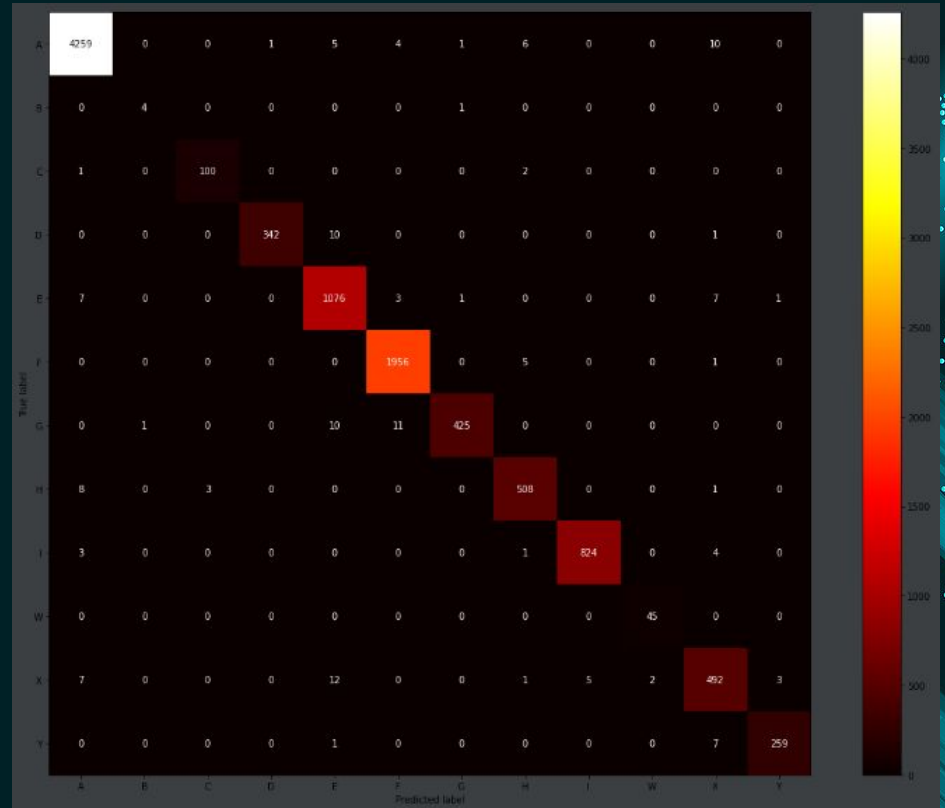 A 4259 0 0 1 5 4 1 6 0 0 10 0
B 0 4 0 0 0 0 1 0 0 0 0 0
C 1 0 100 0 0 0 0 2 0 0 0 0
D 0 0 0 342 10 0 0 0 0 0 1 0
E 7 0 0 0 1076 3 1 0 0 0 7 1
F 0 0 0 0 0 1956 0 5 0 0 1 0
G 0 1 0 0 10 11 425 0 0 0 0 0
H 8 0 3 0 0 0 0 508 0 0 1 0
I 3 0 0 0 0 0 0 1 824 0 4 0
W 0 0 0 0 0 0 0 0 0 45 0 0
X 7 0 0 0 12 0 0 1 5 2 492 3
Y 0 0 0 0 1 0 0 0 0 0 7 259
A B C D E F G H I W X Y
True label
Predicted label
4000
3500
3000
2500
2000
1500
1000
500
0